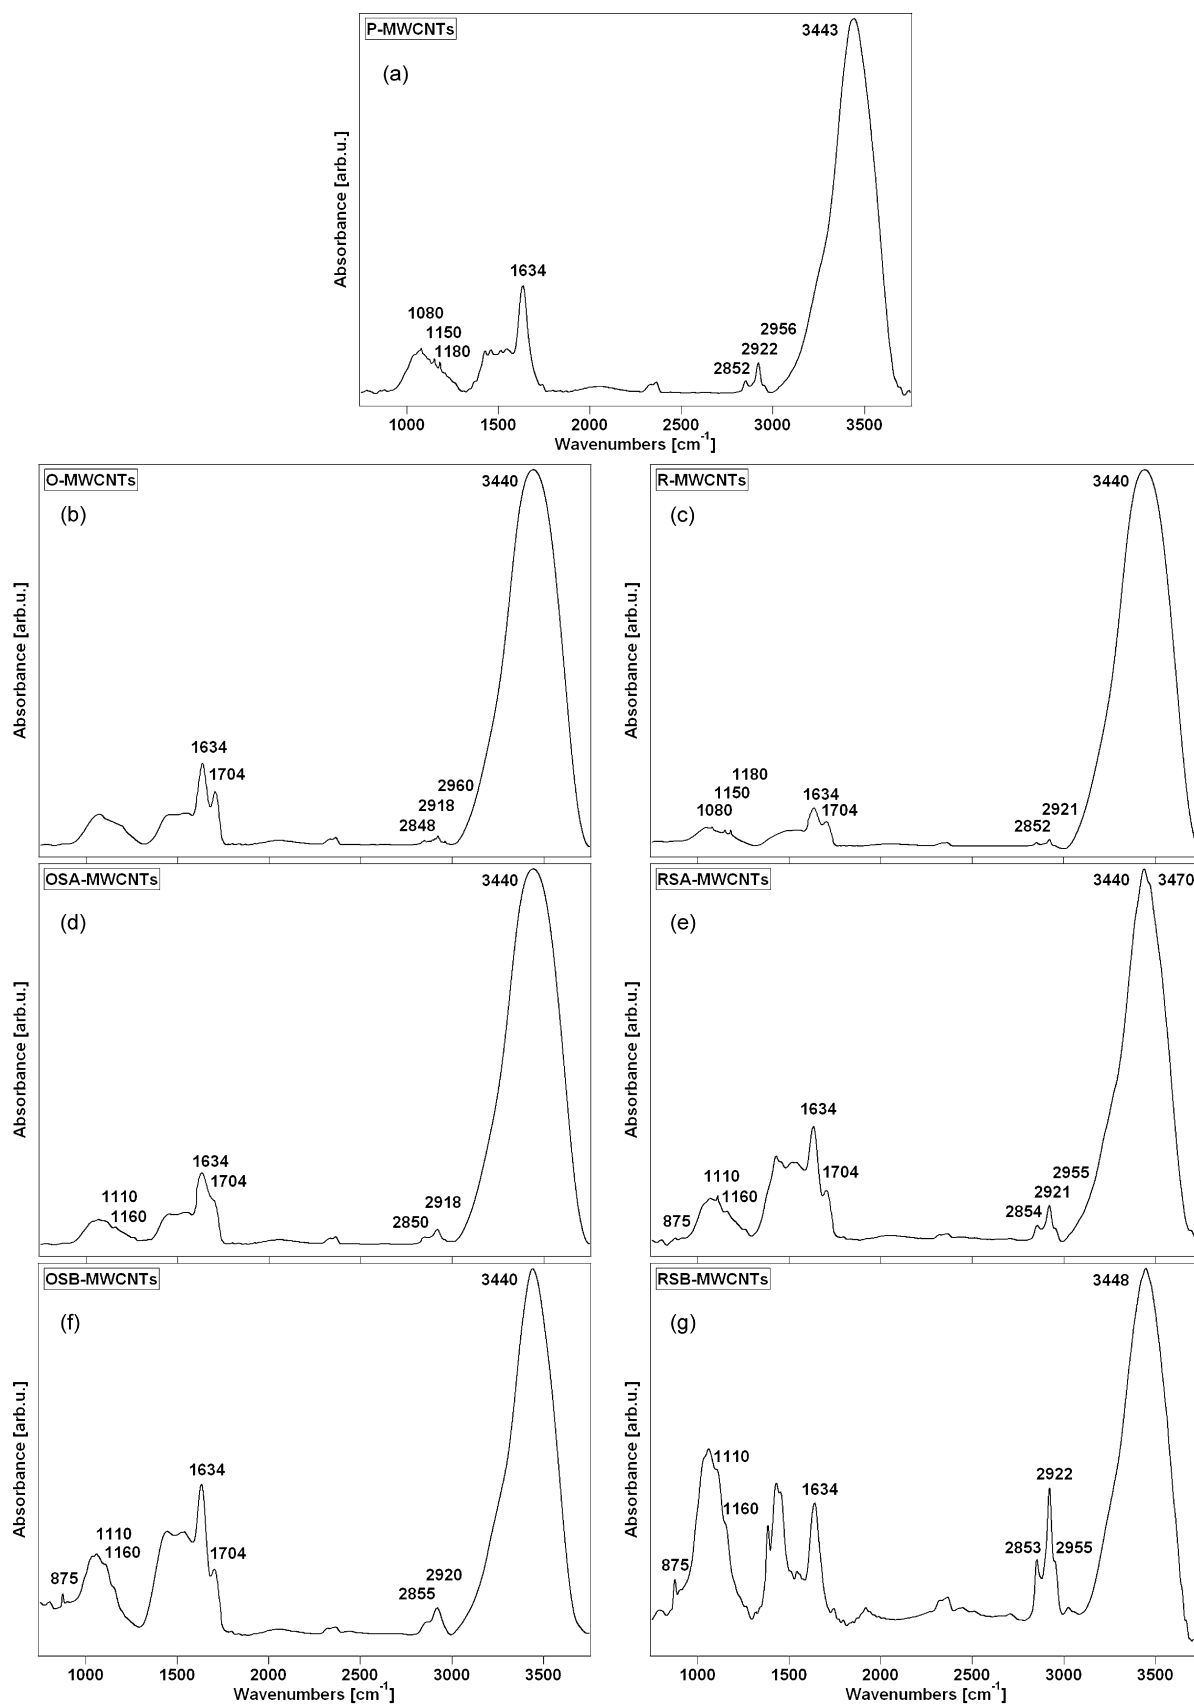 P-MWCNTs
(a)
3443
1634
1080
1150
1180
2956
2922
2852
Absorbance [arb.u.]
1000 1500 2000 2500 3000 3500
Wavenumbers [cm-1]
O-MWCNTs
(b)
3440
1634
1704
2960
2918
2848
Absorbance [arb.u.]
R-MWCNTs
(c)
3440
1180
1150
1080
1634
1704
2921
2852
Absorbance [arb.u.]
OSA-MWCNTs
(d)
3440
1634
1704
1110
1160
2918
2850
Absorbance [arb.u.]
RSA-MWCNTs
(e)
3440 3470
1634
1704
1110
1160
875
2955
2921
2854
Absorbance [arb.u.]
OSB-MWCNTs
(f)
3440
1634
1704
1110
1160
875
2920
2855
Absorbance [arb.u.]
1000 1500 2000 2500 3000 3500
Wavenumbers [cm-1]
RSB-MWCNTs
(g)
3448
1110
1160
1634
875
2922
2853 2955
Absorbance [arb.u.]
1000 1500 2000 2500 3000 3500
Wavenumbers [cm-1]